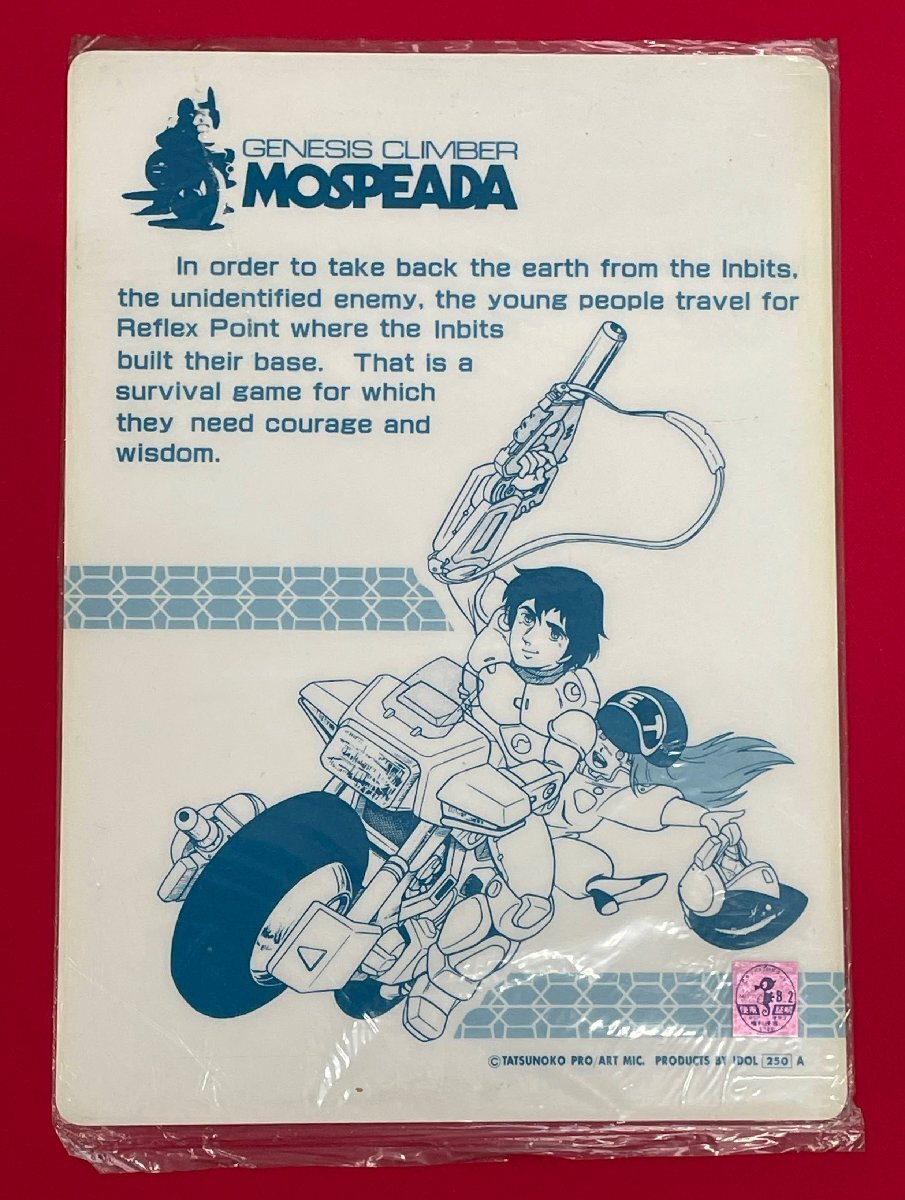 GENESIS CLIMBER
MOSPEADA
In order to take back the earth from the Inbits,
the unidentified enemy, the young people travel for
Reflex Point where the Inbits
built their base. That is a
survival game for which
they need courage and
wisdom.
ET
82
©TATSUNOKO PRO/ART MIC. PRODUCTS BY IDOL 250 A